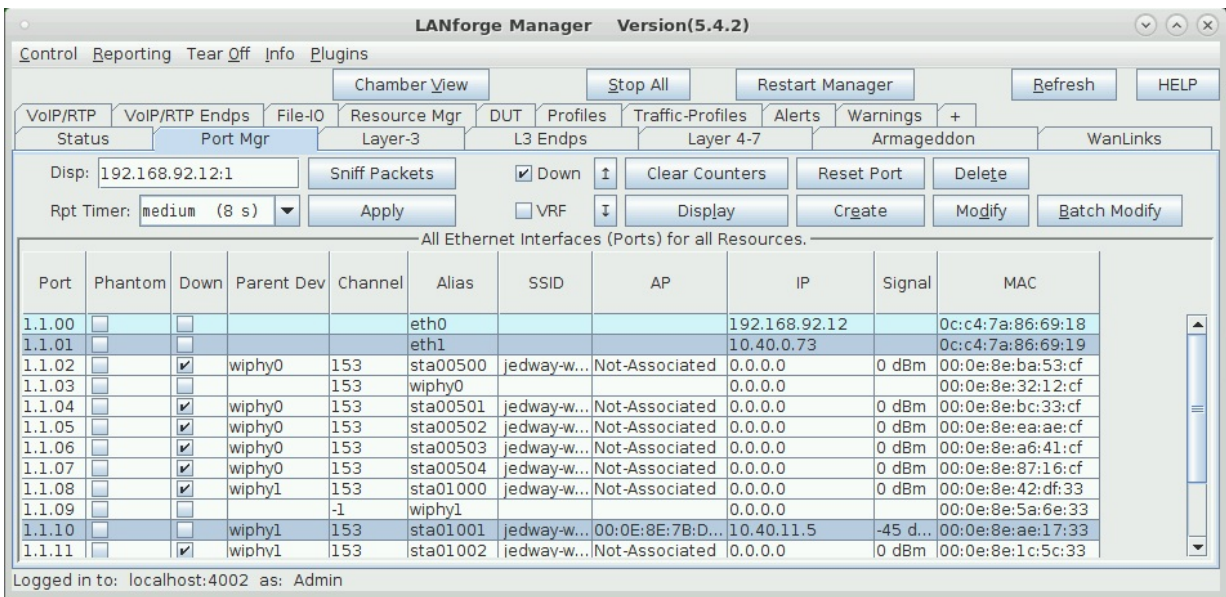 LANforge Manager Version(5.4.2)
Control Reporting Tear Off Info Plugins
Chamber View Stop All Restart Manager Refresh HELP
VoIP/RTP VoIP/RTP Endps File-IO Resource Mgr DUT Profiles Traffic-Profiles Alerts Warnings +
Status Port Mgr Layer-3 L3 Endps Layer 4-7 Armageddon WanLinks
Disp: 192.168.92.12:1 Sniff Packets Down Clear Counters Reset Port Delete
Rpt Timer: medium (8 s) Apply VRF Display Create Modify Batch Modify
All Ethernet Interfaces (Ports) for all Resources.
Port Phantom Down Parent Dev Channel Alias SSID AP IP Signal MAC
1.1.00 eth0 192.168.92.12 0c:c4:7a:86:69:18
1.1.01 eth1 10.40.0.73 0c:c4:7a:86:69:19
1.1.02 wiphy0 153 sta00500 jedway-w... Not-Associated 0.0.0.0 0 dBm 00:0e:8e:ba:53:cf
1.1.03 153 wiphy0 0.0.0.0 00:0e:8e:32:12:cf
1.1.04 wiphy0 153 sta00501 jedway-w... Not-Associated 0.0.0.0 0 dBm 00:0e:8e:bc:33:cf
1.1.05 wiphy0 153 sta00502 jedway-w... Not-Associated 0.0.0.0 0 dBm 00:0e:8e:ea:ae:cf
1.1.06 wiphy0 153 sta00503 jedway-w... Not-Associated 0.0.0.0 0 dBm 00:0e:8e:a6:41:cf
1.1.07 wiphy0 153 sta00504 jedway-w... Not-Associated 0.0.0.0 0 dBm 00:0e:8e:87:16:cf
1.1.08 wiphy1 153 sta01000 jedway-w... Not-Associated 0.0.0.0 0 dBm 00:0e:8e:42:df:33
1.1.09 -1 wiphy1 0.0.0.0 00:0e:8e:5a:6e:33
1.1.10 wiphy1 153 sta01001 jedway-w... 00:0E:8E:7B:D... 10.40.11.5 -45 d... 00:0e:8e:ae:17:33
1.1.11 wiphy1 153 sta01002 jedway-w... Not-Associated 0.0.0.0 0 dBm 00:0e:8e:1c:5c:33
Logged in to: localhost:4002 as: Admin